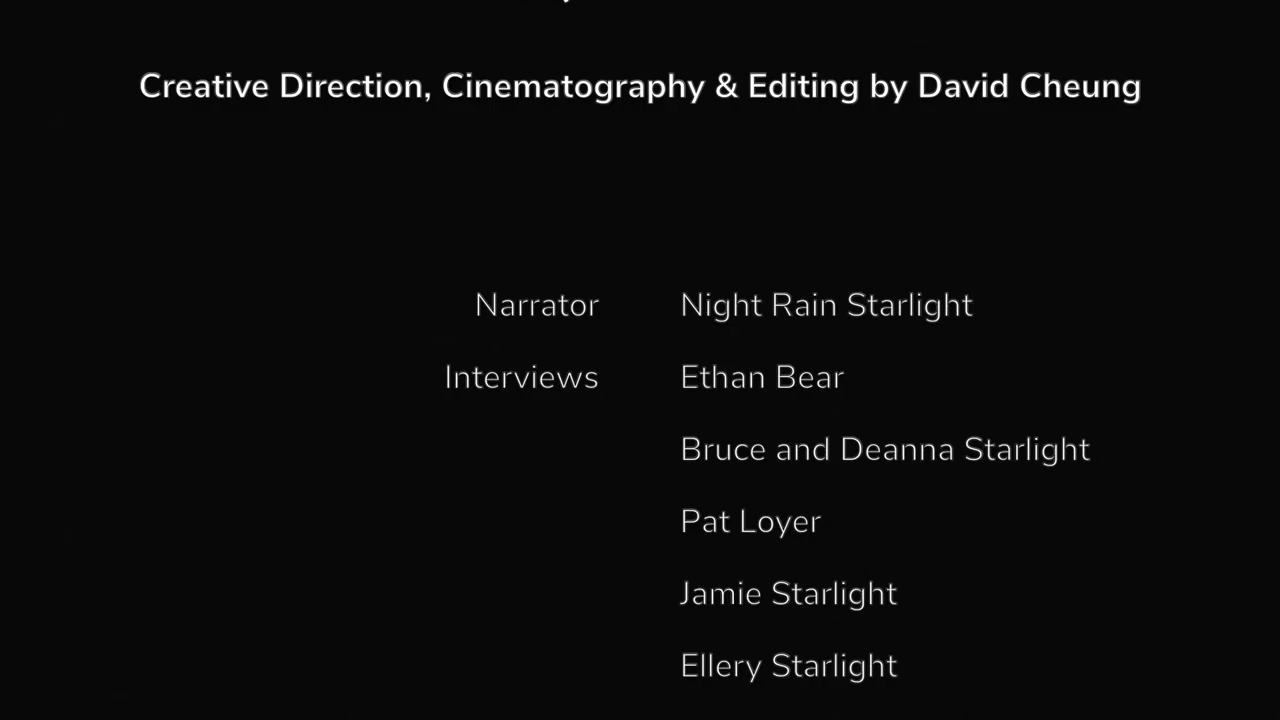 Creative Direction, Cinematography & Editing by David Cheung
Narrator Night Rain Starlight
Interviews Ethan Bear
Bruce and Deanna Starlight
Pat Loyer
Jamie Starlight
Ellery Starlight